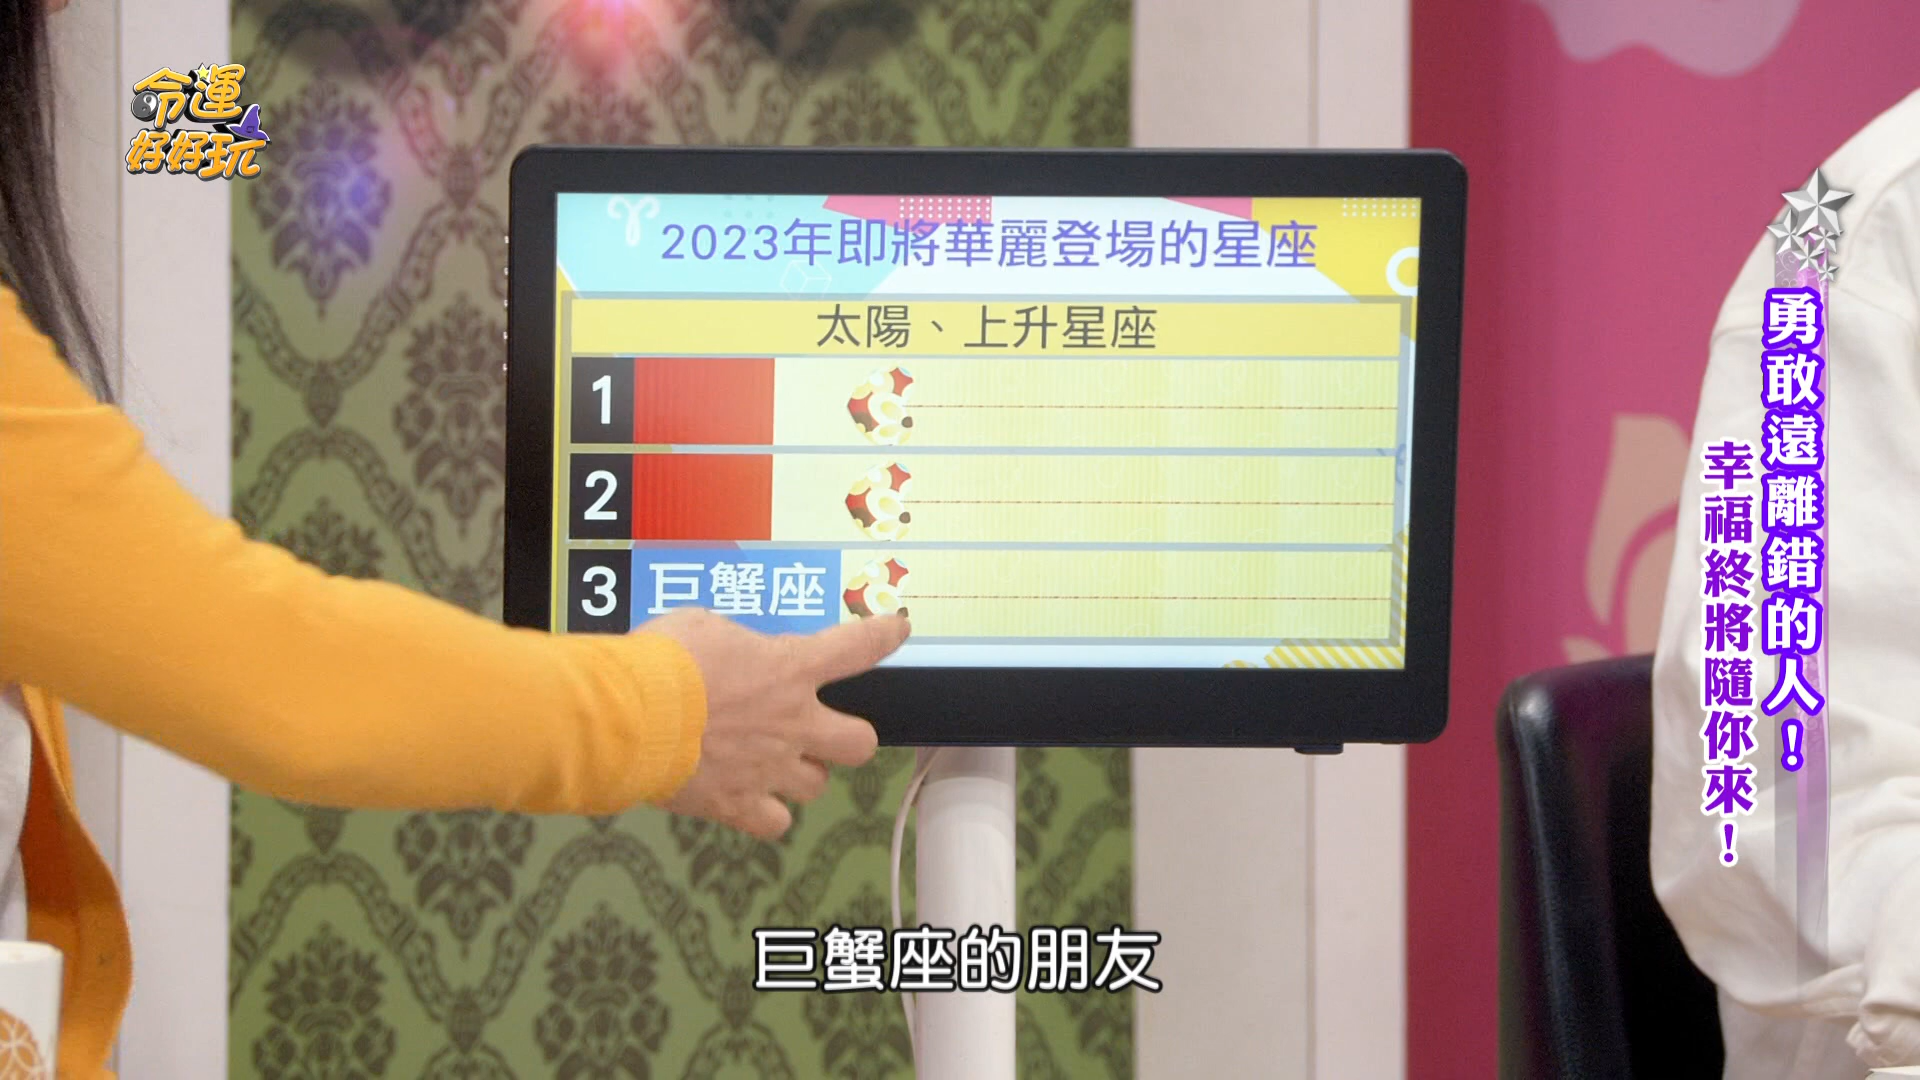 命運
好好玩
2023年即將華麗登場的星座
太陽、上升星座
1
2
3 巨蟹座
勇敢遠離錯的人！
幸福終將隨你來！
巨蟹座的朋友